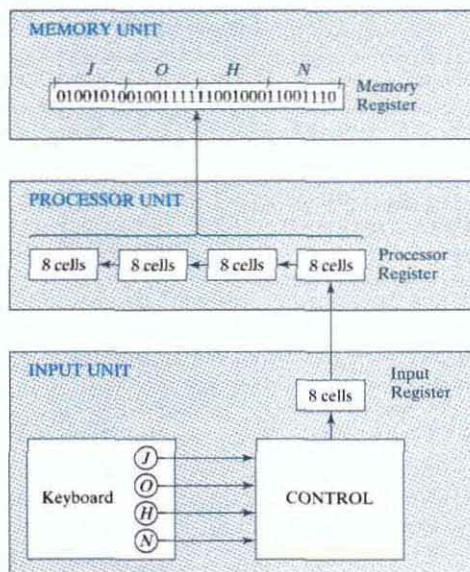 MEMORY UNIT
J O H N
01001010010011111100100011001110
Memory
Register
PROCESSOR UNIT
8 cells 8 cells 8 cells 8 cells
Processor
Register
INPUT UNIT
Input
Register
8 cells
Keyboard
J
O
H
N
CONTROL